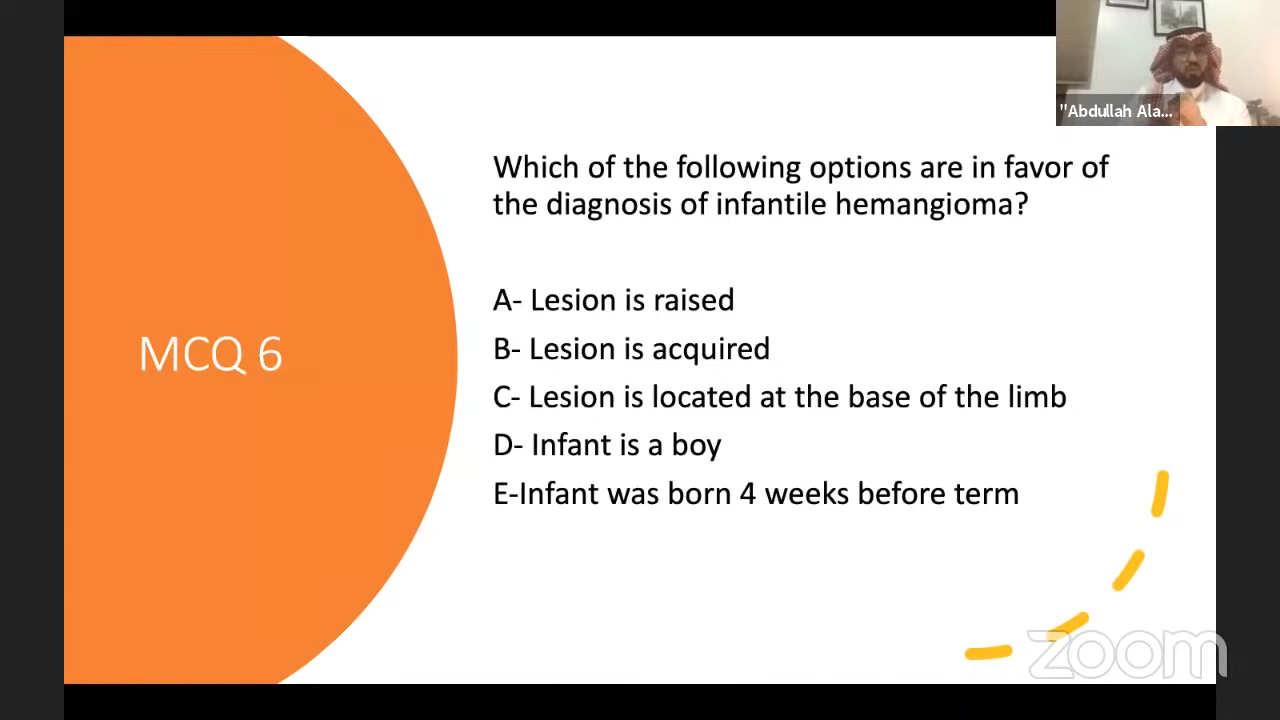 "Abdullah Ala...
Which of the following options are in favor of
the diagnosis of infantile hemangioma?
MCQ 6
A- Lesion is raised
B- Lesion is acquired
C- Lesion is located at the base of the limb
D- Infant is a boy
E-Infant was born 4 weeks before term
zoom